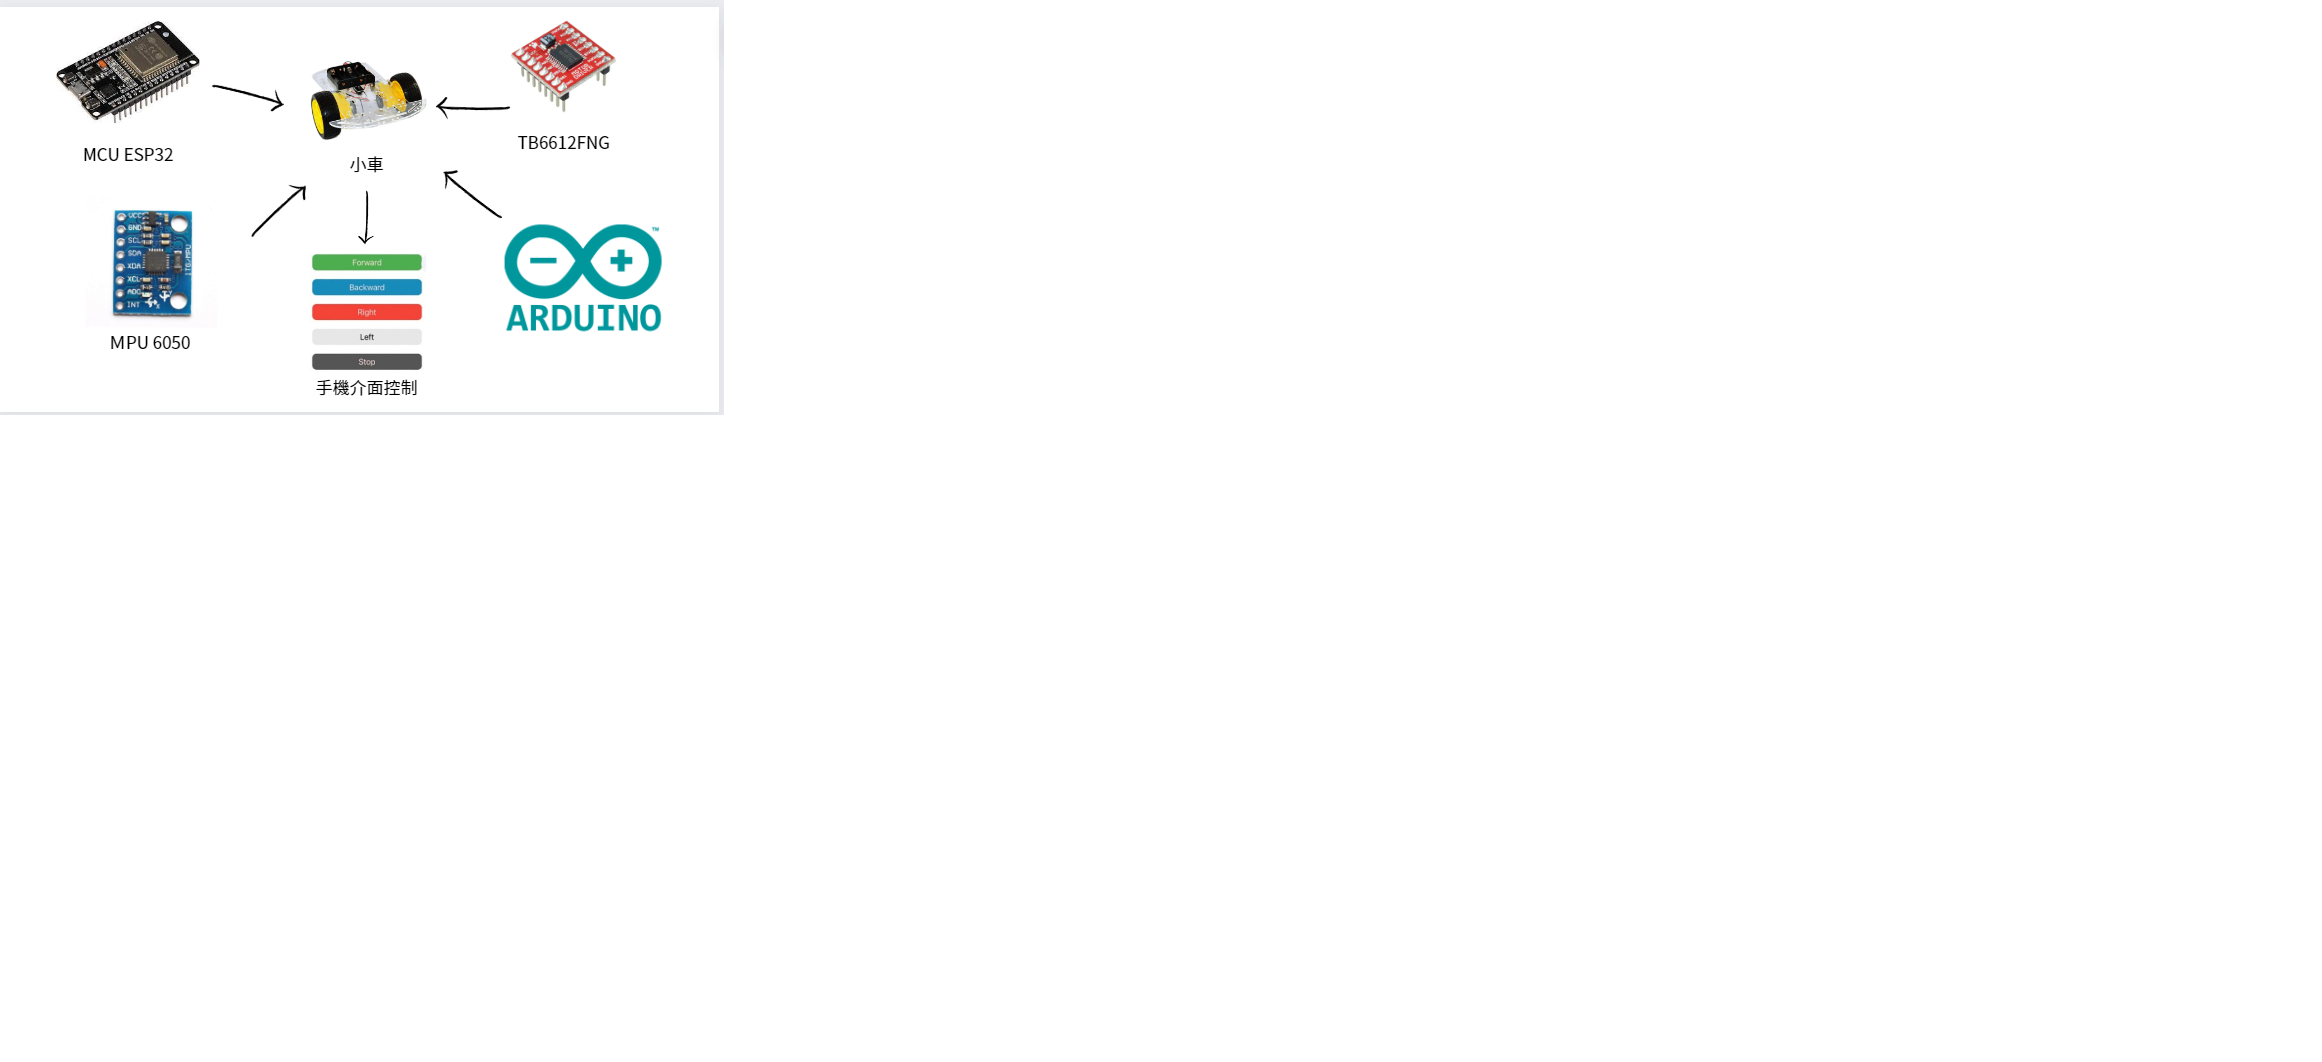 MCU ESP32
小車
TB6612FNG
VCC
GND
SCL
SDA
XDA
XCL
ADO
INT
ITG/MPU
MPU 6050
Forward
Backward
Right
Left
Stop
手機介面控制
TM
ARDUINO